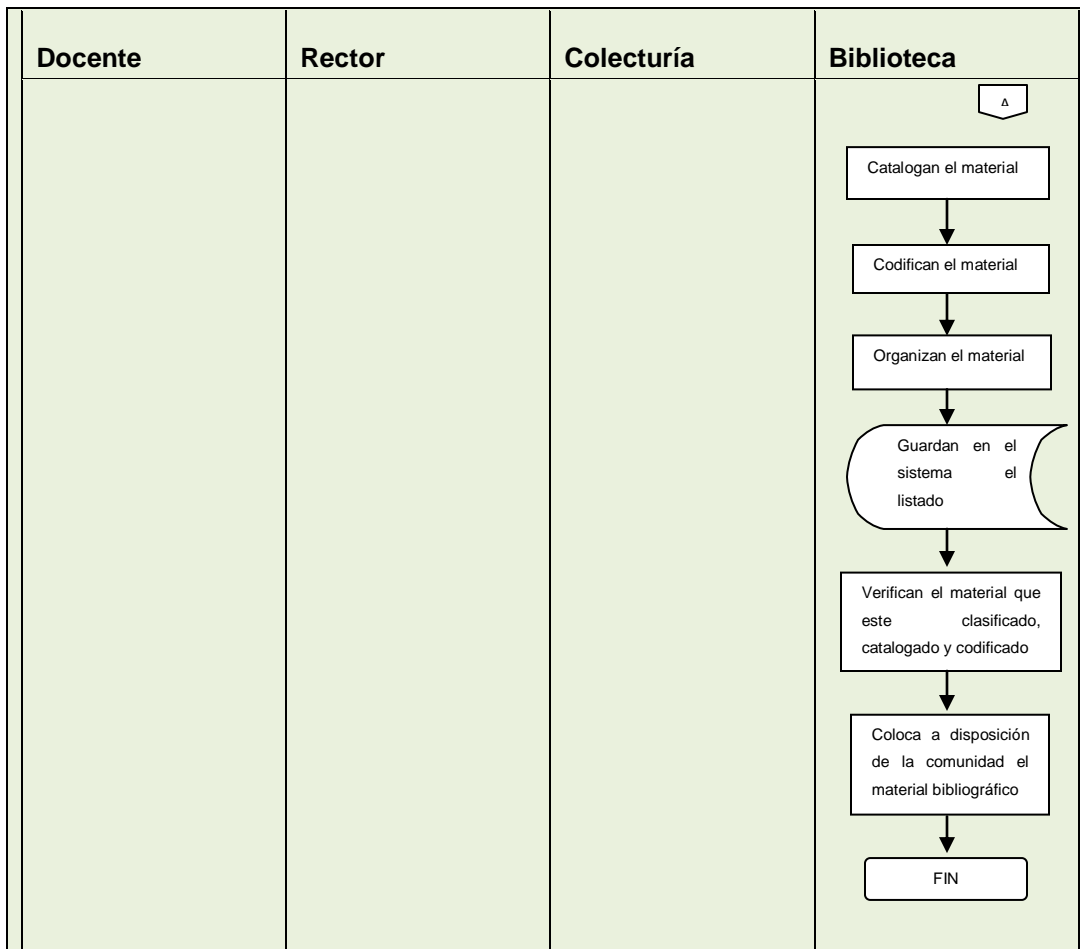 Docente Rector Colecturía Biblioteca
Catalogan el material
Codifican el material
Organizan el material
Guardan en el
sistema el
listado
Verifican el material que
este clasificado,
catalogado y codificado
Coloca a disposición
de la comunidad el
material bibliográfico
FIN